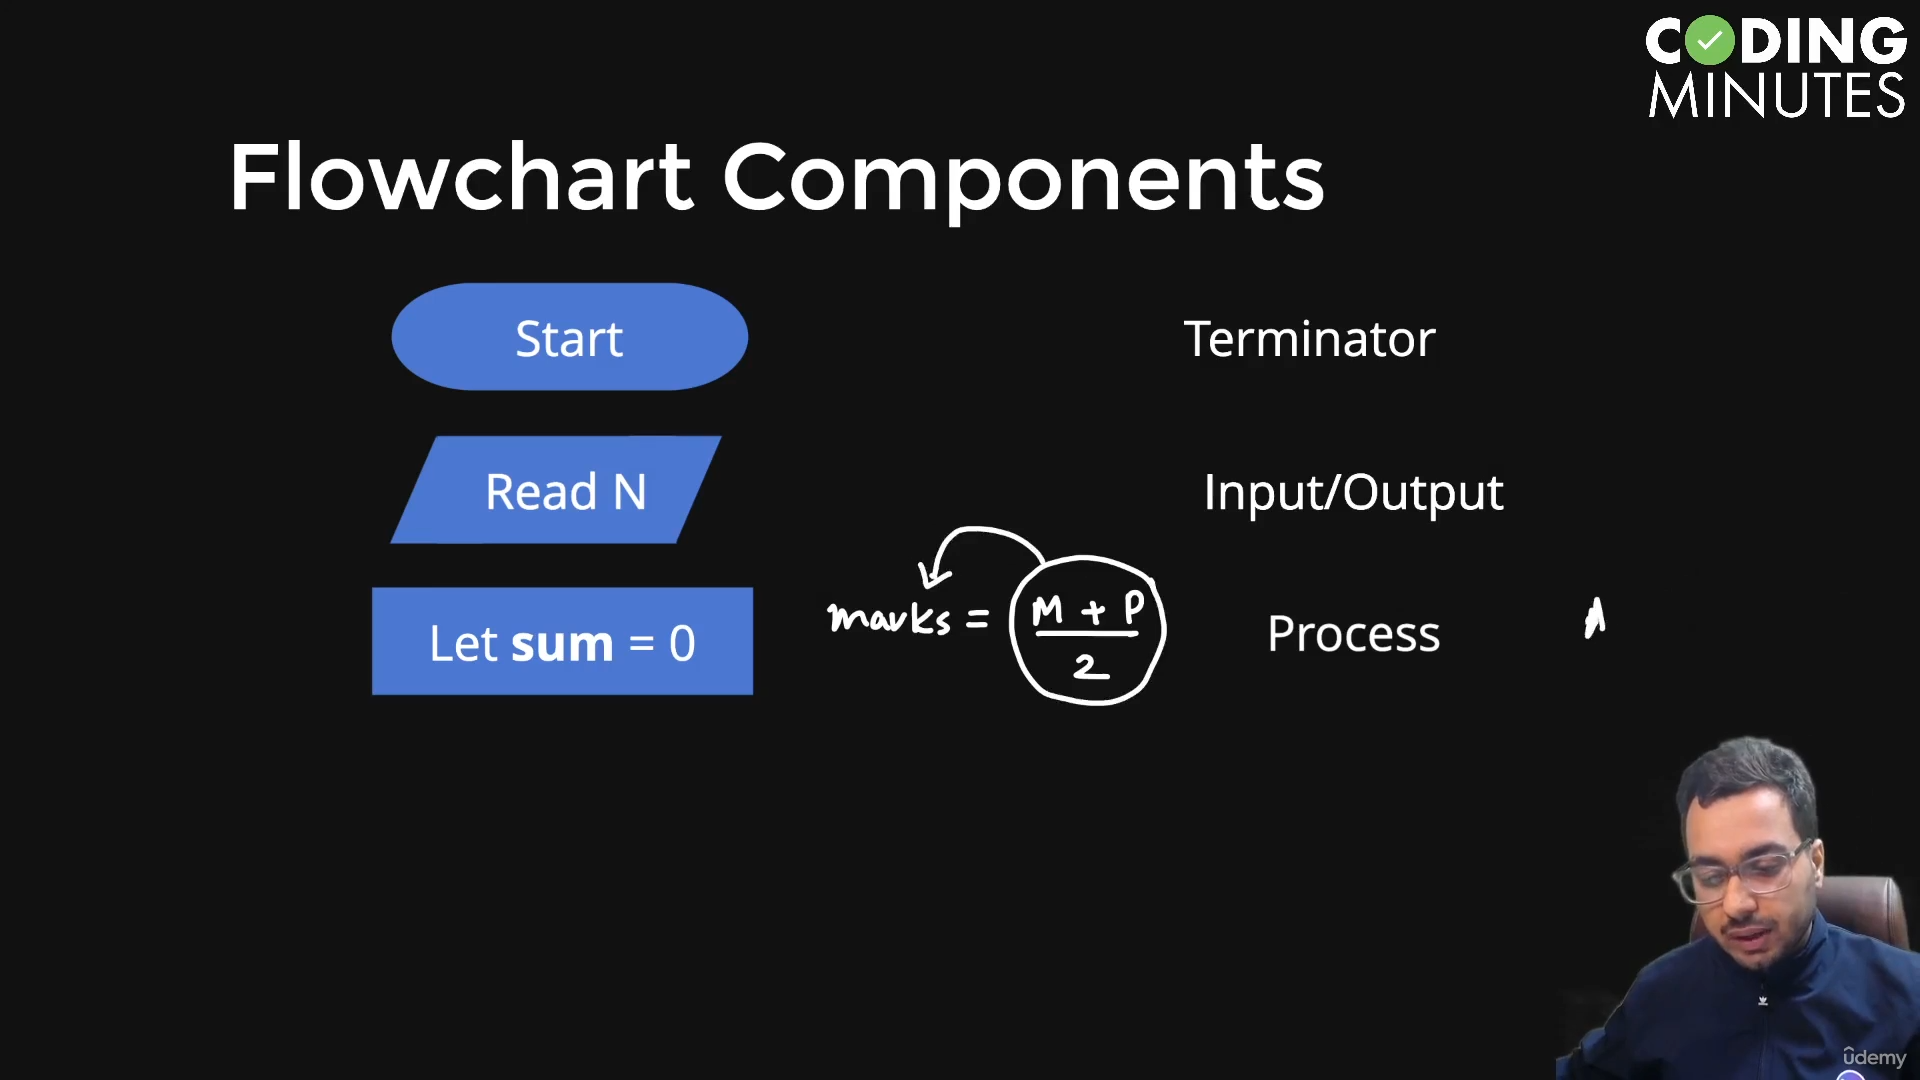 CODING
MINUTES
Flowchart Components
Start
Terminator
Read N
Input/Output
Let sum = 0
marks = M + P
2
Process
A
udemy